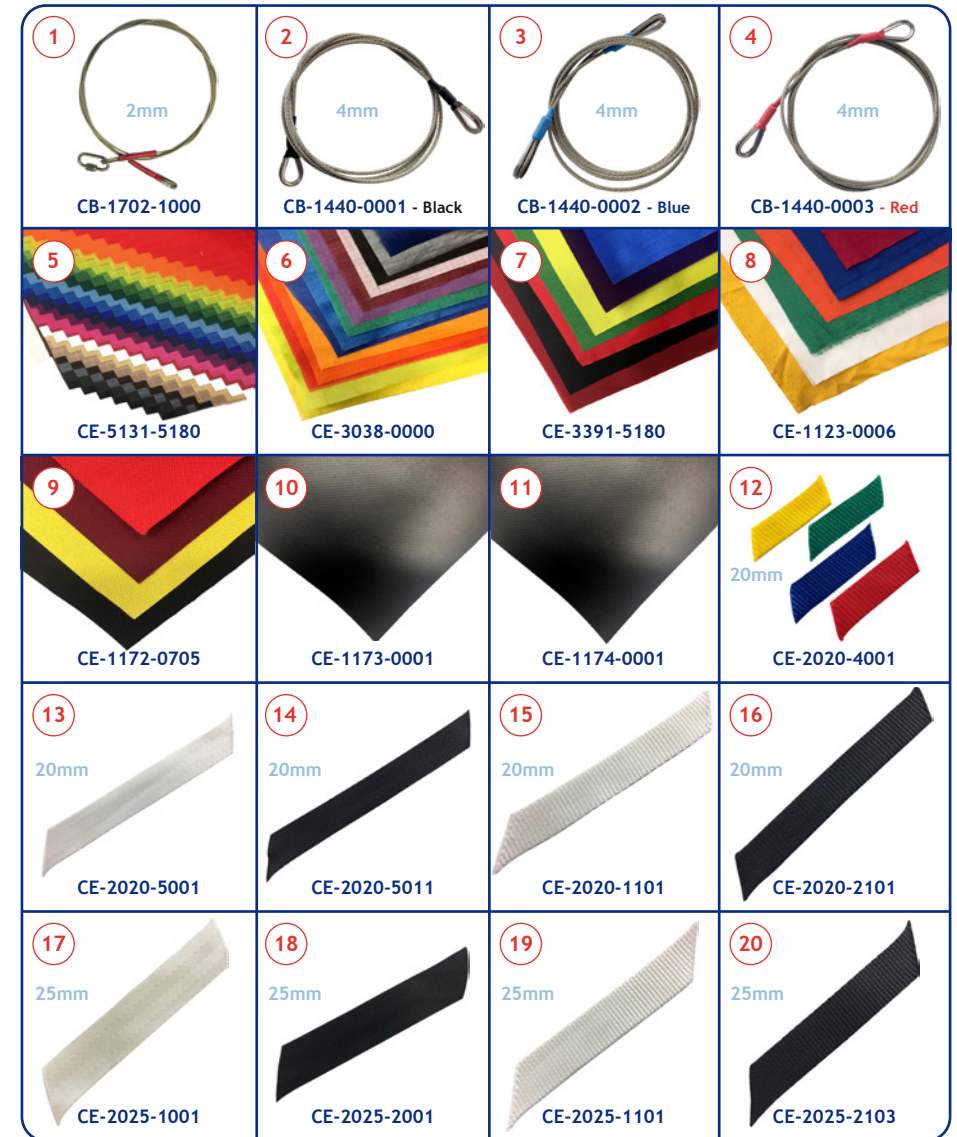 1
2mm
CB-1702-1000
2
4mm
CB-1440-0001 - Black
3
4mm
CB-1440-0002 - Blue
4
4mm
CB-1440-0003 - Red
5
CE-5131-5180
6
CE-3038-0000
7
CE-3391-5180
8
CE-1123-0006
9
CE-1172-0705
10
CE-1173-0001
11
CE-1174-0001
12
20mm
CE-2020-4001
13
20mm
CE-2020-5001
14
20mm
CE-2020-5011
15
20mm
CE-2020-1101
16
20mm
CE-2020-2101
17
25mm
CE-2025-1001
18
25mm
CE-2025-2001
19
25mm
CE-2025-1101
20
25mm
CE-2025-2103